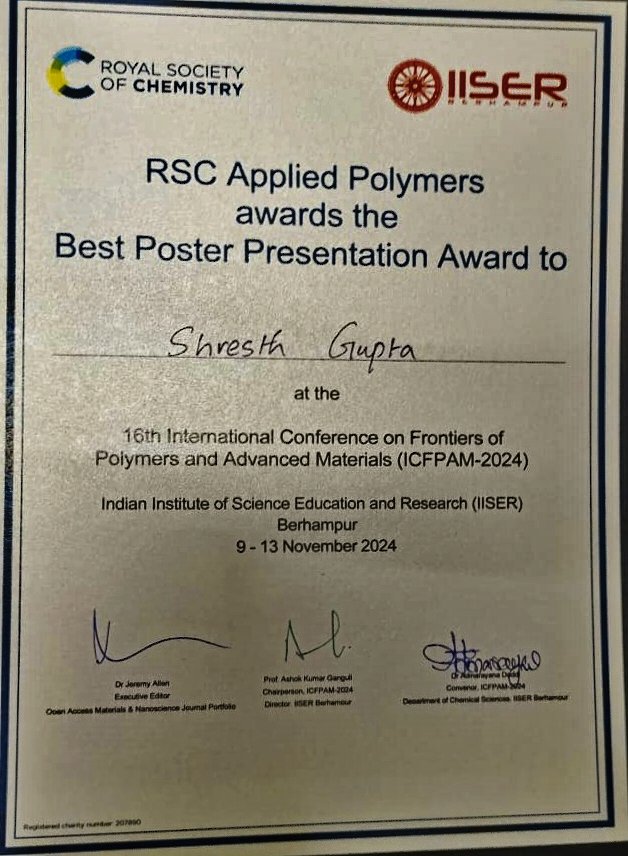 ROYAL SOCIETY
OF CHEMISTRY
IISER
BERHAMPUR
RSC Applied Polymers
awards the
Best Poster Presentation Award to
Shresth Gupta
at the
16th International Conference on Frontiers of
Polymers and Advanced Materials (ICFPAM-2024)
Indian Institute of Science Education and Research (IISER)
Berhampur
9 - 13 November 2024
Dr Jeremy Allen
Executive Editor
Open Access Materials & Nanoscience Journal Portfolio
Prof. Ashok Kumar Ganguli
Chairperson, ICFPAM-2024
Director, IISER Berhampur
Dr
Convenor, ICFPAM-2024
Department of Chemical Sciences, IISER Berhampur
Registered charity number 207890